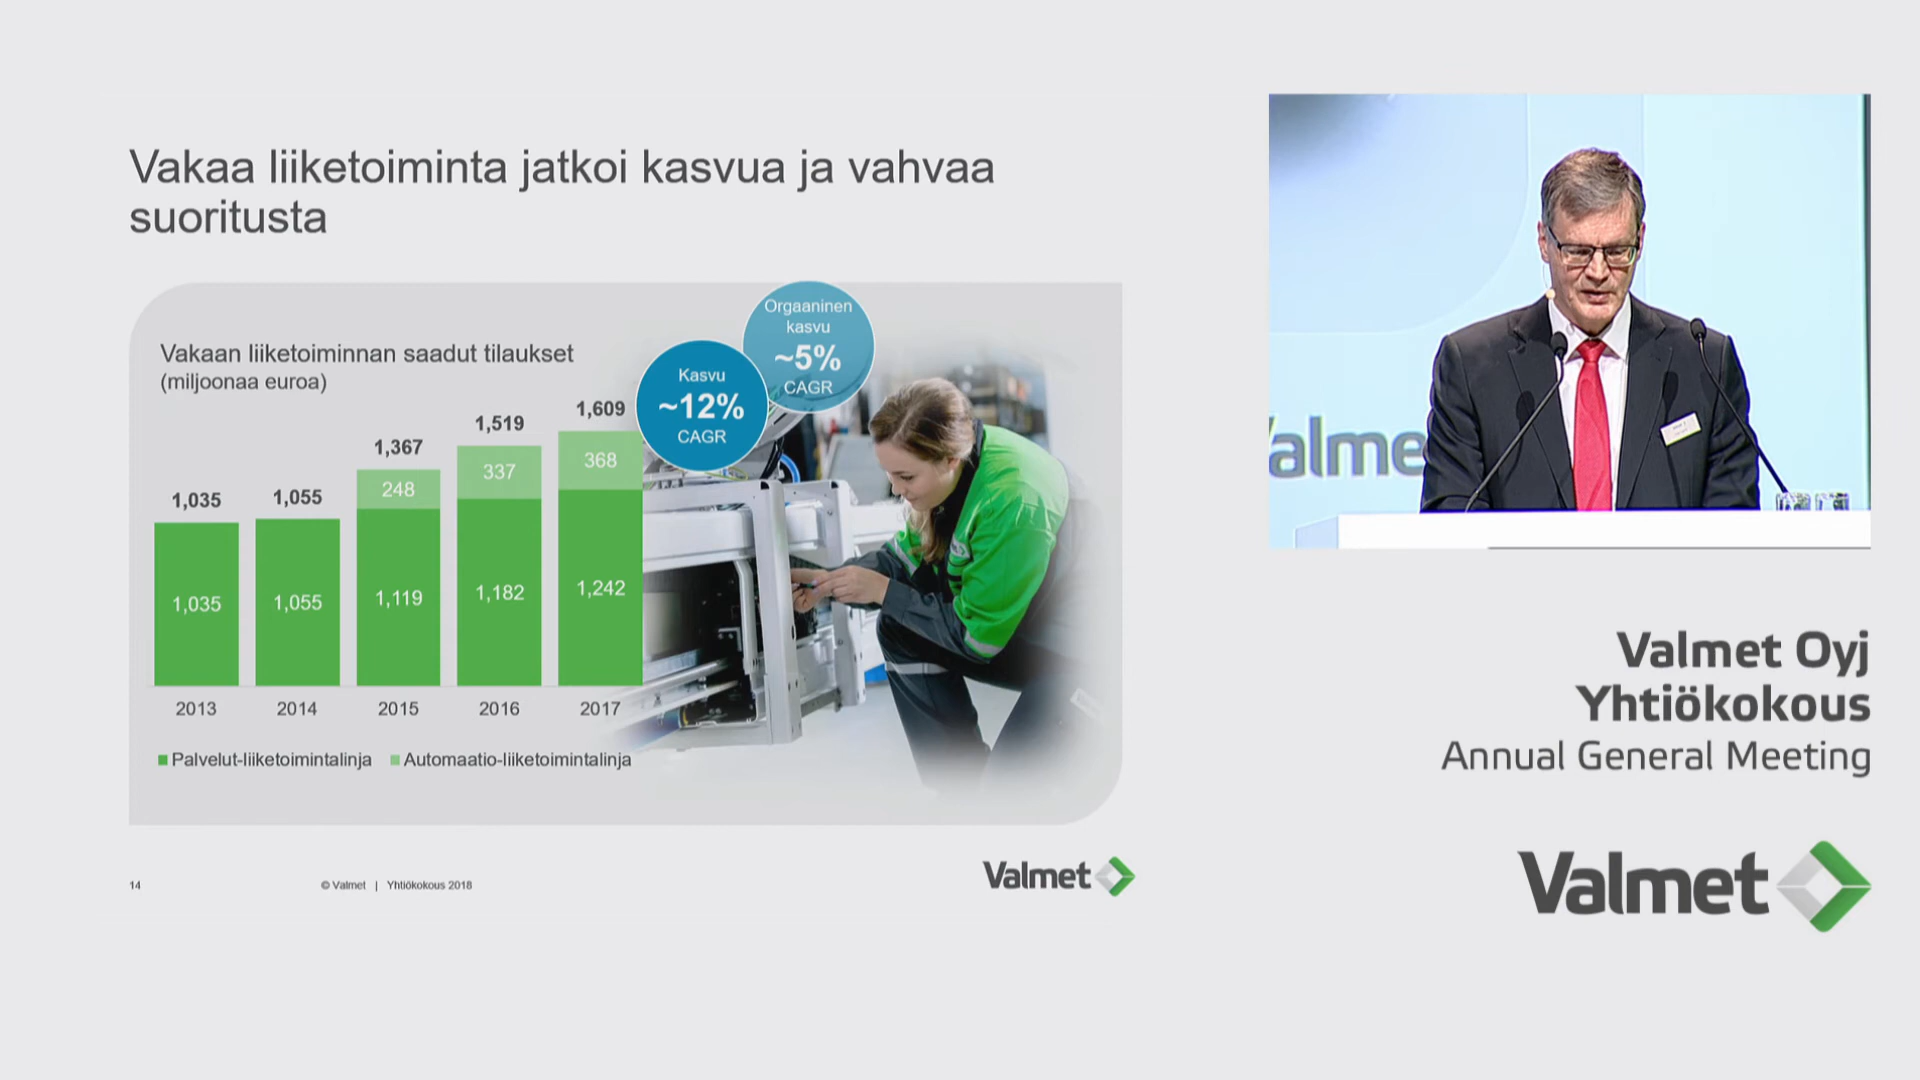 Vakaa liiketoiminta jatkoi kasvua ja vahvaa
suoritusta
Vakaan liiketoiminnan saadut tilaukset
(miljoonaa euroa)
Orgaaninen
kasvu
~5%
CAGR
Kasvu
~12%
CAGR
1,035
1,055
1,367
1,519
1,609
248
337
368
1,035
1,055
1,119
1,182
1,242
2013
2014
2015
2016
2017
Palvelut-liiketoimintalinja
Automaatio-liiketoimintalinja
14
© Valmet | Yhtiökokous 2018
Valmet
alme
Valmet Oyj
Yhtiökokous
Annual General Meeting
Valmet